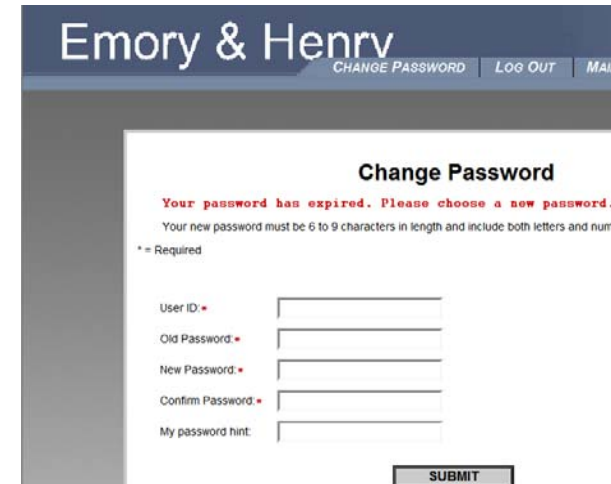 Emory & Henry
CHANGE PASSWORD LOG OUT
Change Password
Your password has expired. Please choose a new password.
Your new password must be 6 to 9 characters in length and include both letters and
* = Required
User ID:*
Old Password:*
New Password:*
Confirm Password:*
My password hint:
SUBMIT